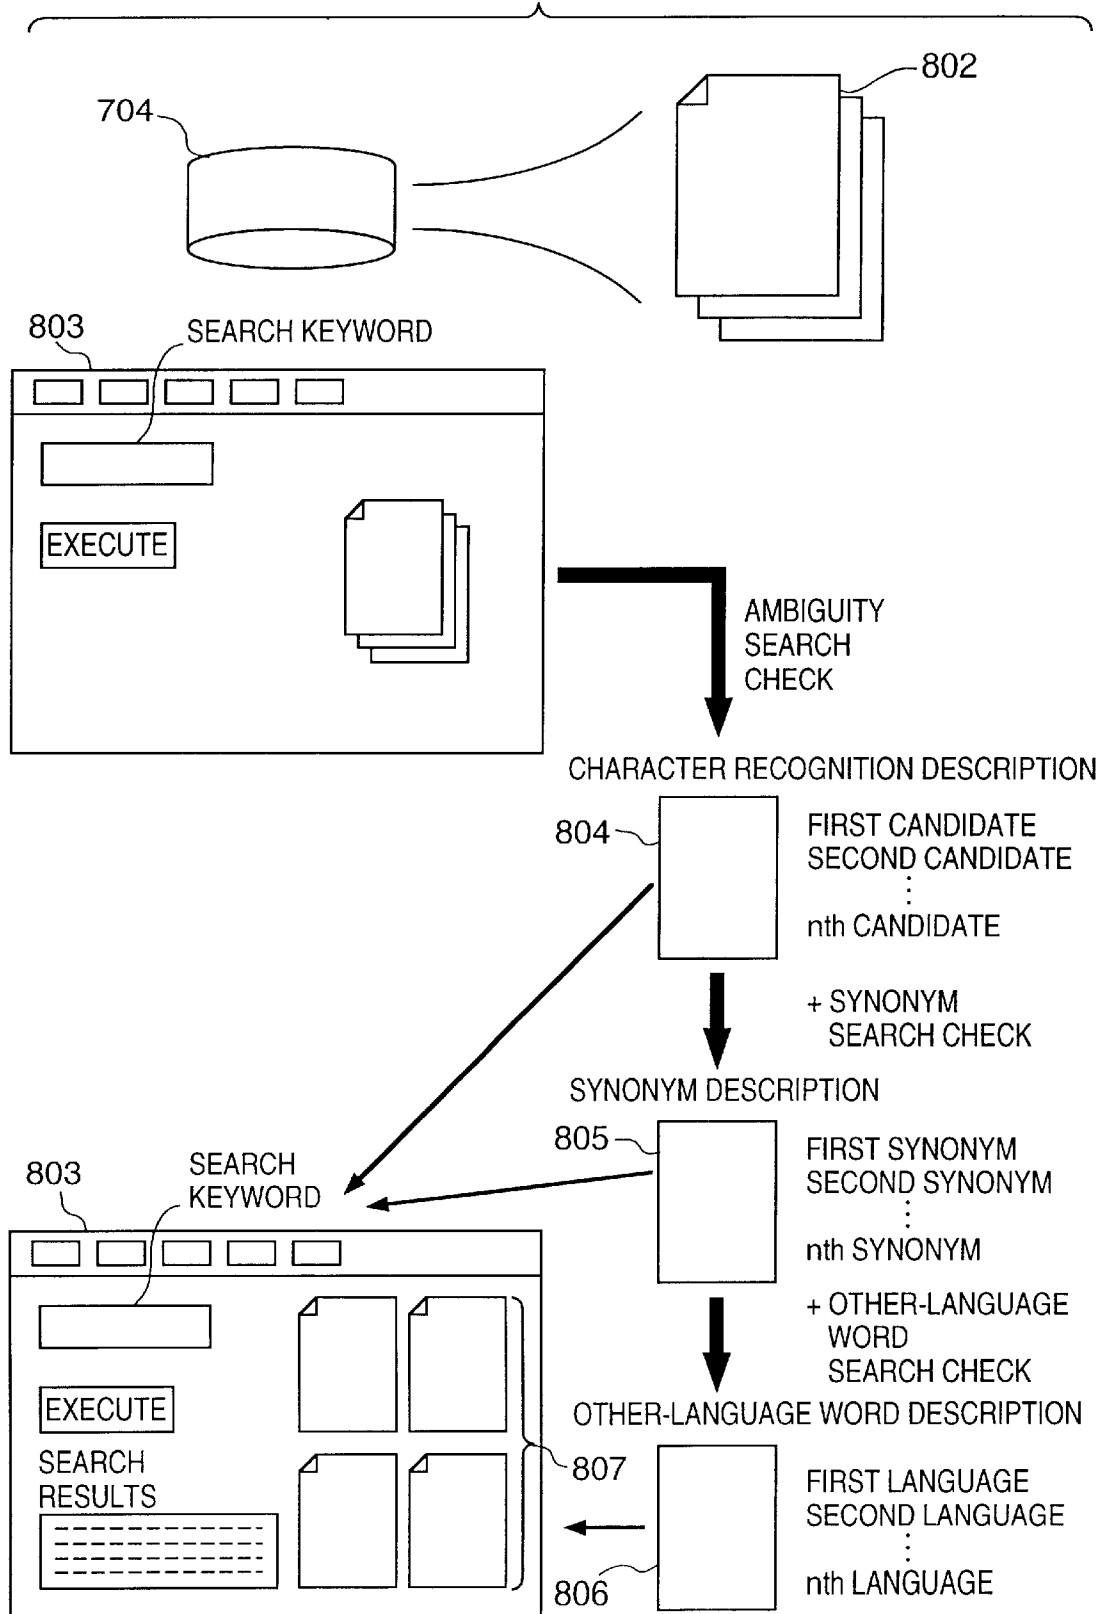 802
704
803
SEARCH KEYWORD
EXECUTE
AMBIGUITY
SEARCH
CHECK
CHARACTER RECOGNITION DESCRIPTION
804
FIRST CANDIDATE
SECOND CANDIDATE
⋮
nth CANDIDATE
+ SYNONYM
SEARCH CHECK
SYNONYM DESCRIPTION
805
FIRST SYNONYM
SECOND SYNONYM
⋮
nth SYNONYM
803
SEARCH
KEYWORD
+ OTHER-LANGUAGE
WORD
SEARCH CHECK
EXECUTE
OTHER-LANGUAGE WORD DESCRIPTION
SEARCH
RESULTS
807
806
FIRST LANGUAGE
SECOND LANGUAGE
⋮
nth LANGUAGE